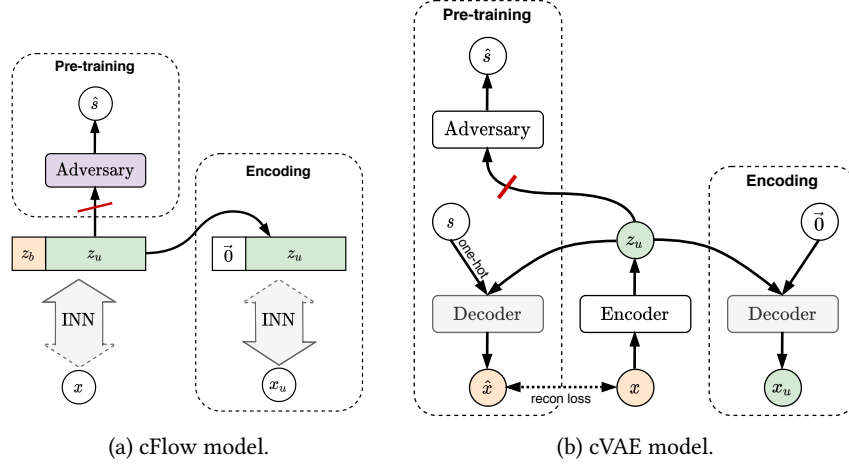 Pre-training
ŝ
Adversary
z_b
z_u
Encoding
0⃗
z_u
INN
INN
x
x_u
(a) cFlow model.
Pre-training
ŝ
Adversary
s
one-hot
z_u
Encoding
0⃗
Decoder
Encoder
Decoder
x̂
recon loss
x
x_u
(b) cVAE model.